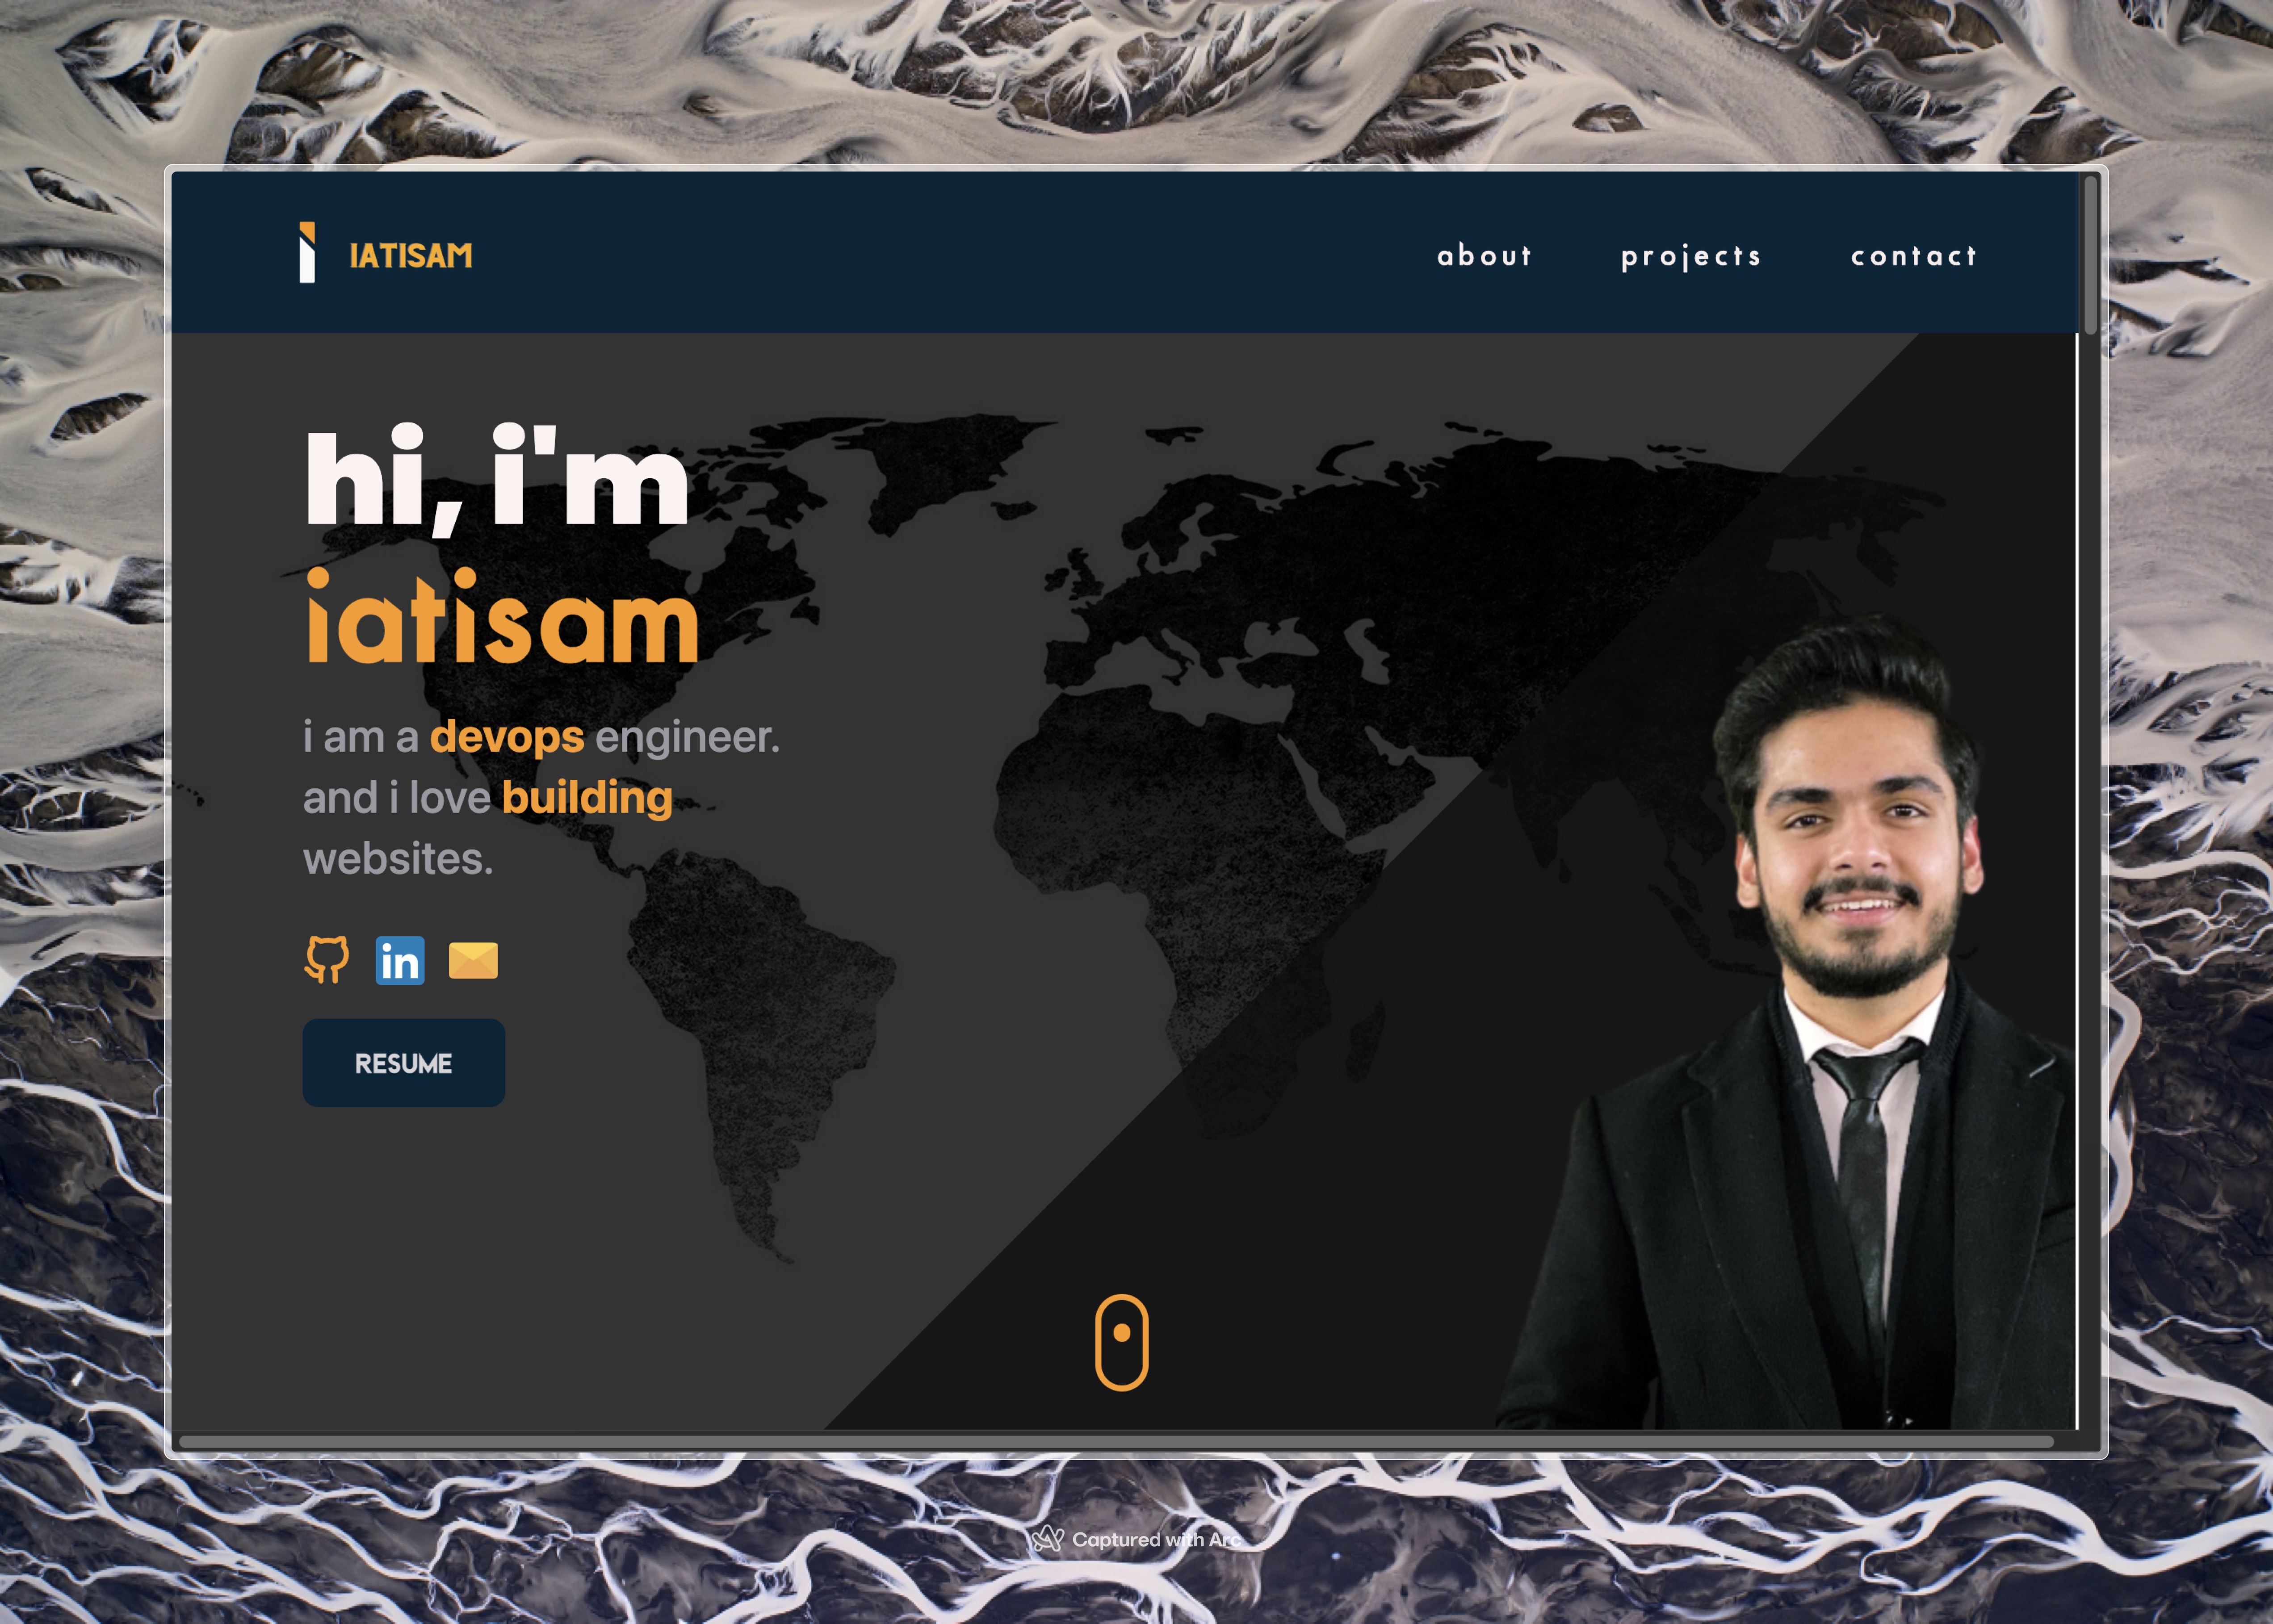 IATISAM
about projects contact
hi, i'm
iatisam
i am a devops engineer.
and i love building
websites.
in
RESUME
Captured with Arc